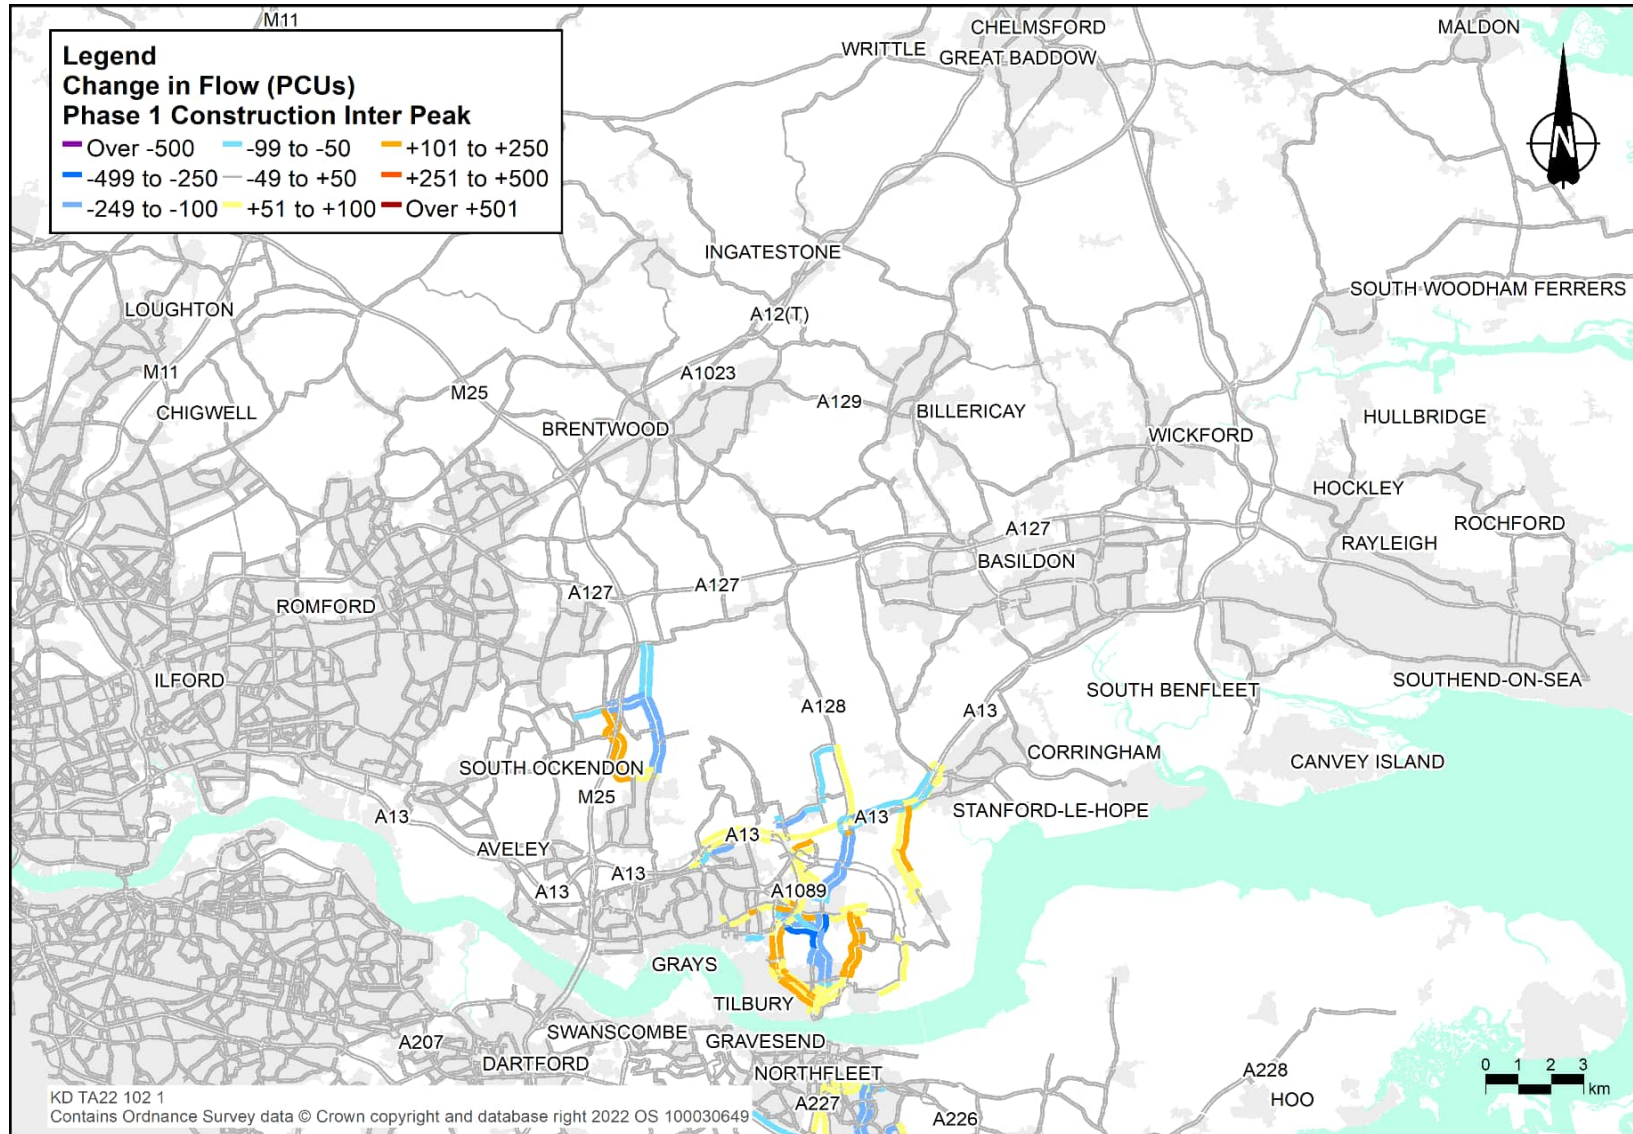 M11
CHELMSFORD
MALDON
WRITTLE
GREAT BADDOW
Legend
Change in Flow (PCUs)
Phase 1 Construction Inter Peak
Over -500 -99 to -50 +101 to +250
-499 to -250 -49 to +50 +251 to +500
-249 to -100 +51 to +100 Over +501
N
INGATESTONE
SOUTH WOODHAM FERRERS
LOUGHTON
A12(T)
M11
A1023
M25
A129
CHIGWELL
BILLERICAY
HULLBRIDGE
BRENTWOOD
WICKFORD
HOCKLEY
ROCHFORD
A127
RAYLEIGH
BASILDON
A127
A127
ROMFORD
ILFORD
SOUTHEND-ON-SEA
SOUTH BENFLEET
A128
A13
CORRINGHAM
CANVEY ISLAND
SOUTH OCKENDON
M25
STANFORD-LE-HOPE
A13
A13
A13
AVELEY
A13
A13
A1089
GRAYS
TILBURY
SWANSCOMBE
A207
GRAVESEND
DARTFORD
NORTHFLEET
A228
HOO
A227
A226
0 1 2 3
km
KD TA22 102 1
Contains Ordnance Survey data © Crown copyright and database right 2022 OS 100030649